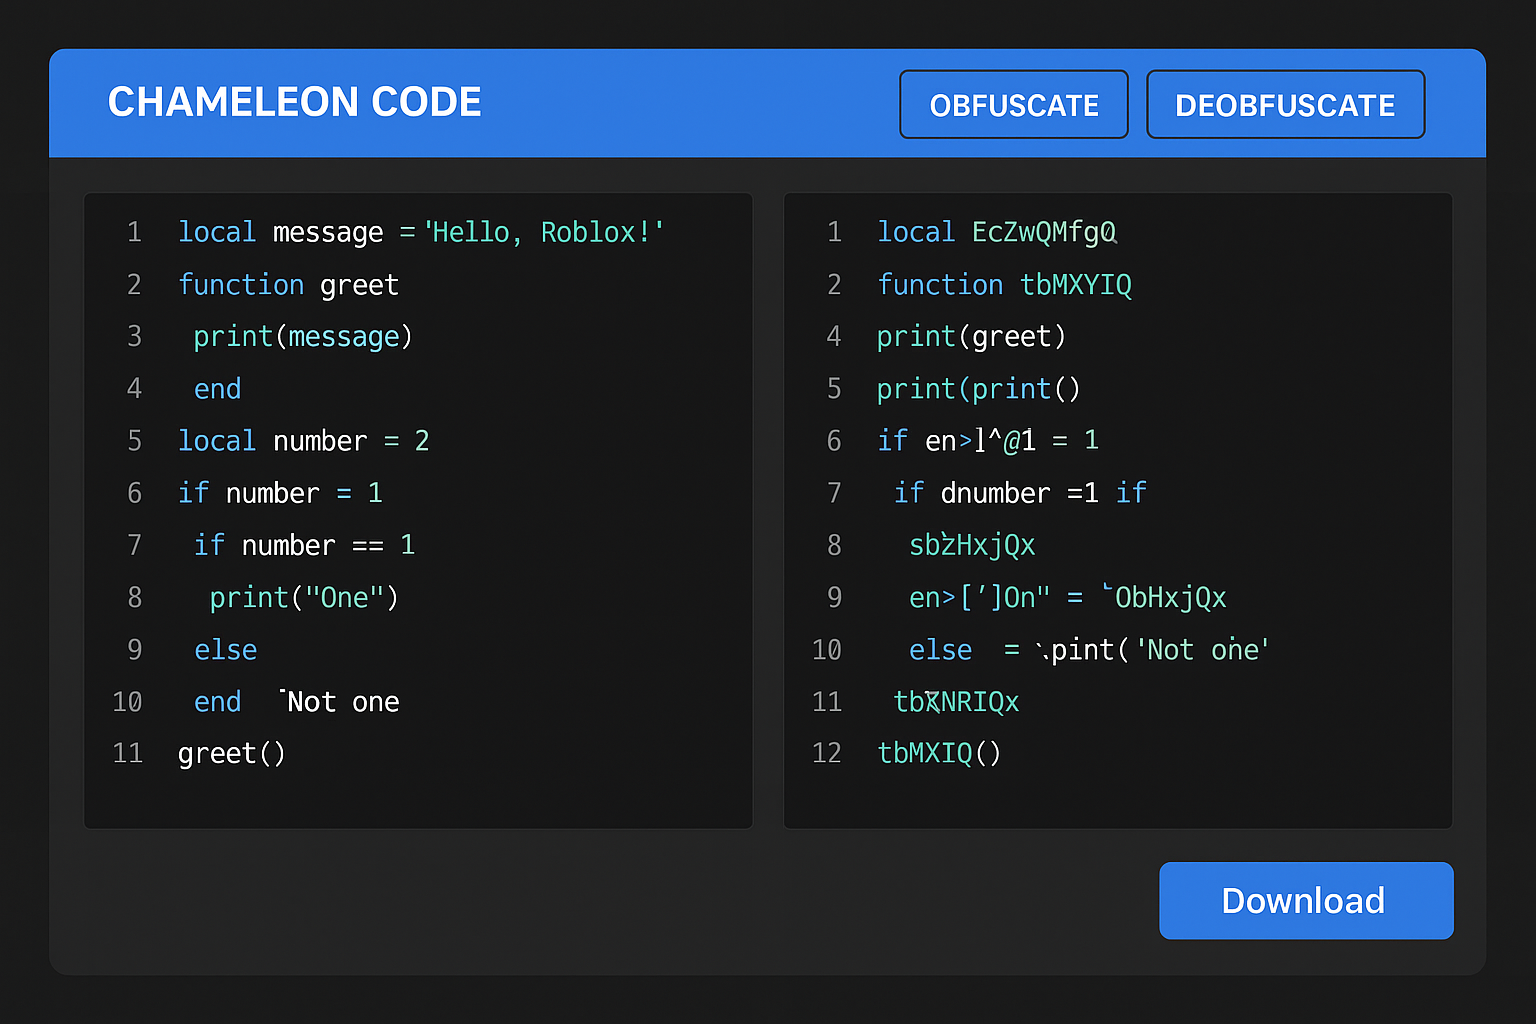 CHAMELEON CODE
OBFUSCATE
DEOBFUSCATE
1 local message ='Hello, Roblox!'
2 function greet
3 print(message)
4 end
5 local number = 2
6 if number = 1
7 if number == 1
8 print("One")
9 else
10 end Not one
11 greet()
1 local EcZwQMfgQ
2 function tbMXYIQ
4 print(greet)
5 print(print()
6 if en>]^@1 = 1
7 if dnumber =1 if
8 sbzHxjQx
9 en>[']On" = `ObHxjQx
10 else = `.pint('Not one'
11 tbXNRIQx
12 tbMXIQ()
Download